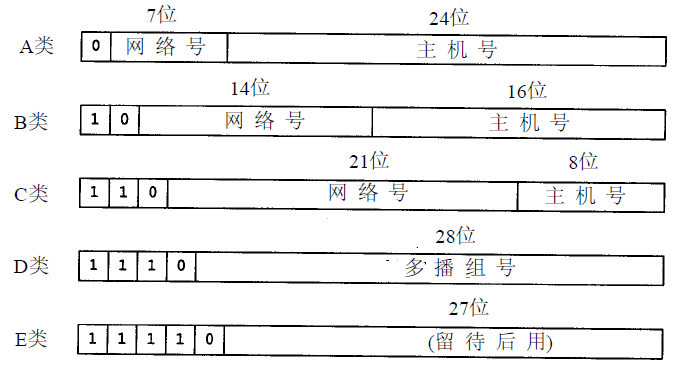 7位 24位
A类 0 网络号 主机号
14位 16位
B类 1 0 网络号 主机号
21位 8位
C类 1 1 0 网络号 主机号
28位
D类 1 1 1 0 多播组号
27位
E类 1 1 1 1 0 (留待后用)